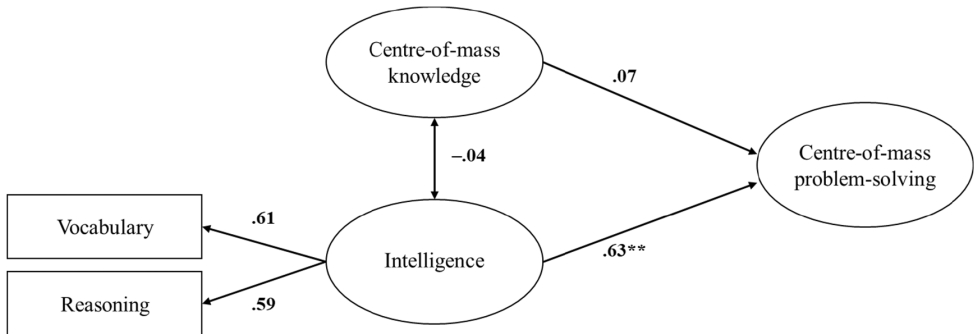 Centre-of-mass
knowledge
.07
–.04
Centre-of-mass
problem-solving
Vocabulary
.61
Intelligence
.63**
Reasoning
.59